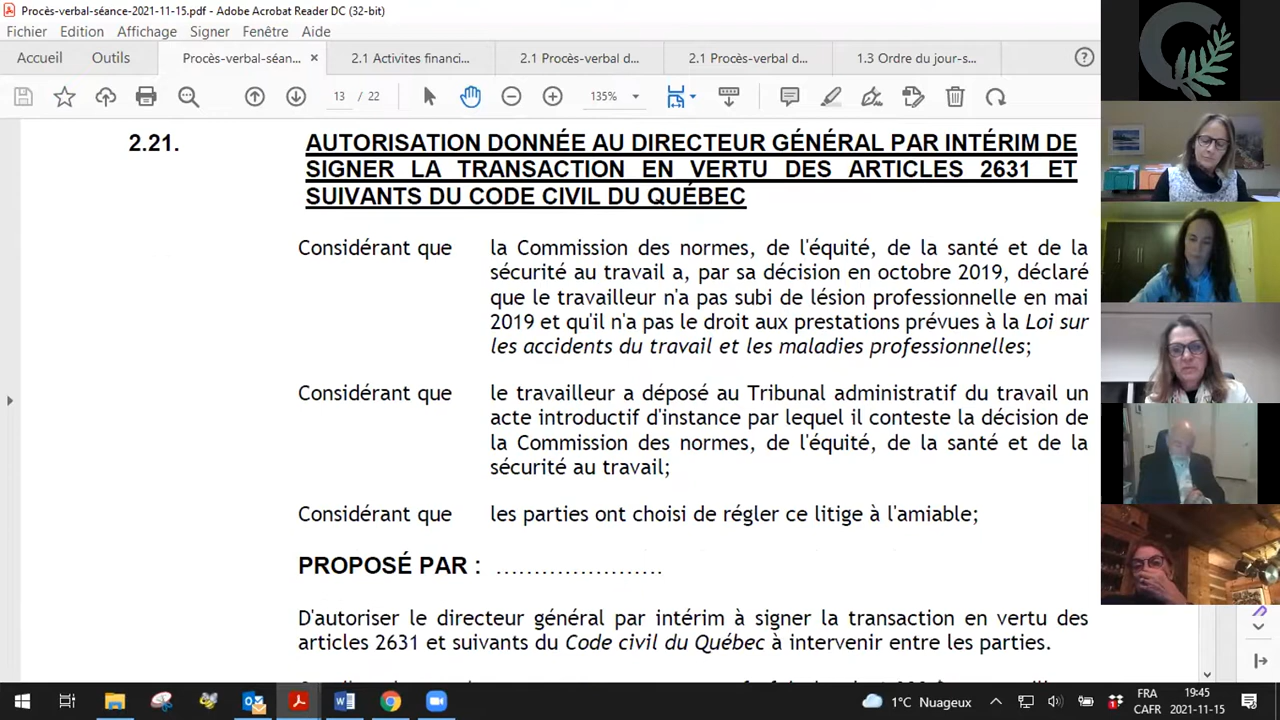 Procès-verbal-séance-2021-11-15.pdf - Adobe Acrobat Reader DC (32-bit)
Fichier Edition Affichage Signer Fenêtre Aide
Accueil Outils Procès-verbal-séan... × 2.1 Activites financi... 2.1 Procès-verbal d... 2.1 Procès-verbal d... 1.3 Ordre du jour-s...
13 / 22 135%
2.21. AUTORISATION DONNÉE AU DIRECTEUR GÉNÉRAL PAR INTÉRIM DE
SIGNER LA TRANSACTION EN VERTU DES ARTICLES 2631 ET
SUIVANTS DU CODE CIVIL DU QUÉBEC
Considérant que la Commission des normes, de l'équité, de la santé et de la
sécurité au travail a, par sa décision en octobre 2019, déclaré
que le travailleur n'a pas subi de lésion professionnelle en mai
2019 et qu'il n'a pas le droit aux prestations prévues à la Loi sur
les accidents du travail et les maladies professionnelles;
Considérant que le travailleur a déposé au Tribunal administratif du travail un
acte introductif d'instance par lequel il conteste la décision de
la Commission des normes, de l'équité, de la santé et de la
sécurité au travail;
Considérant que les parties ont choisi de régler ce litige à l'amiable;
PROPOSÉ PAR : ......................
D'autoriser le directeur général par intérim à signer la transaction en vertu des
articles 2631 et suivants du Code civil du Québec à intervenir entre les parties.
1°C Nuageux
FRA
CAFR
19:45
2021-11-15